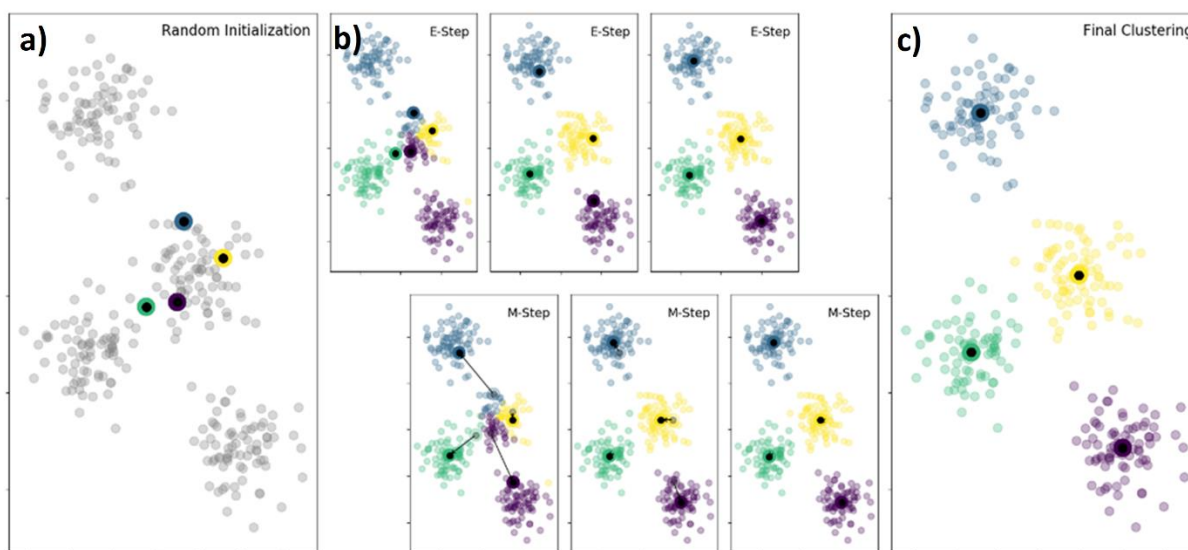 a)
Random Initialization
b)
E-Step
E-Step
E-Step
M-Step
M-Step
M-Step
c)
Final Clustering